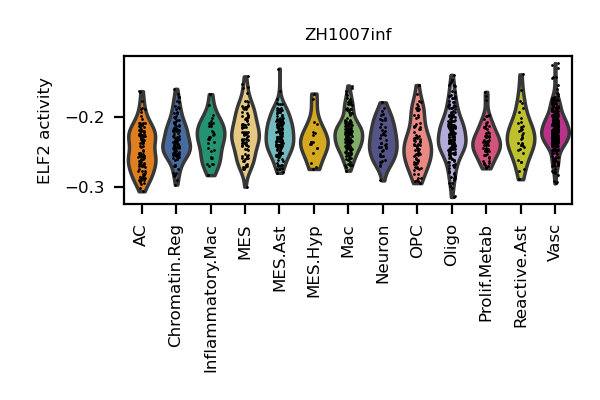 ZH1007inf
ELF2 activity
−0.2
−0.3
AC
Chromatin.Reg
Inflammatory.Mac
MES
MES.Ast
MES.Hyp
Mac
Neuron
OPC
Oligo
Prolif.Metab
Reactive.Ast
Vasc